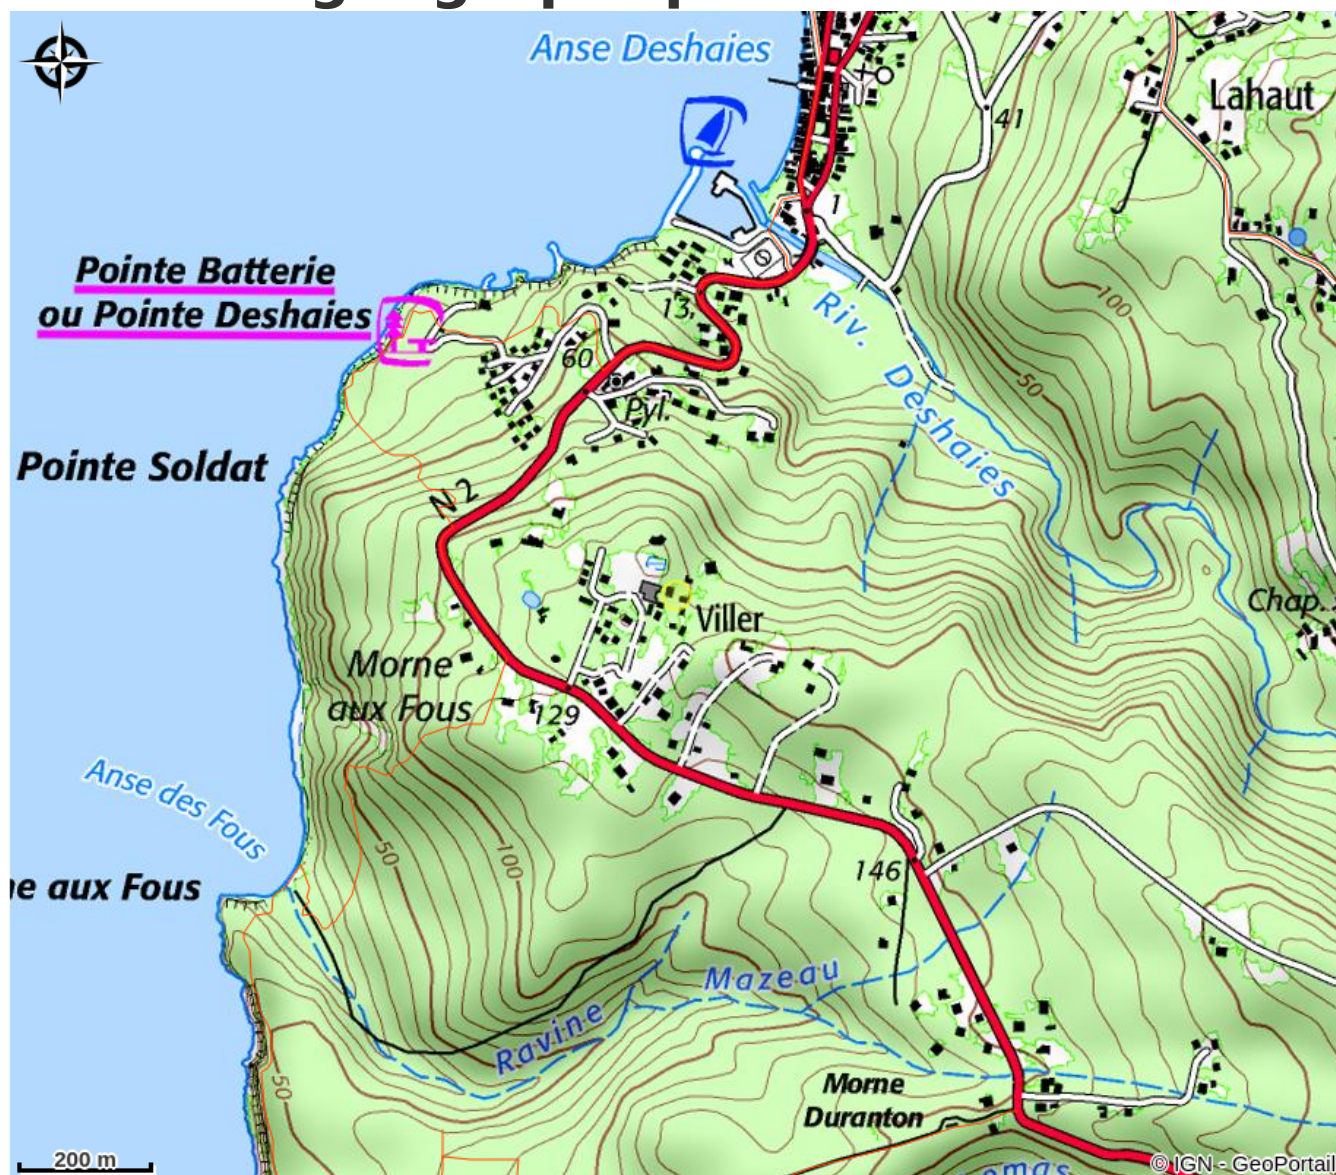 Anse Deshaies
Lahaut
41
1
Pointe Batterie
ou Pointe Deshaies
13
Riv. Deshaies
100
60
50
Pyl.
Pointe Soldat
N 2
Chap.
Viller
Morne
aux Fous
129
Anse des Fous
50
100
146
ne aux Fous
Ravine Mazeau
50
Morne
Duranton
200 m
© IGN - GeoPortail